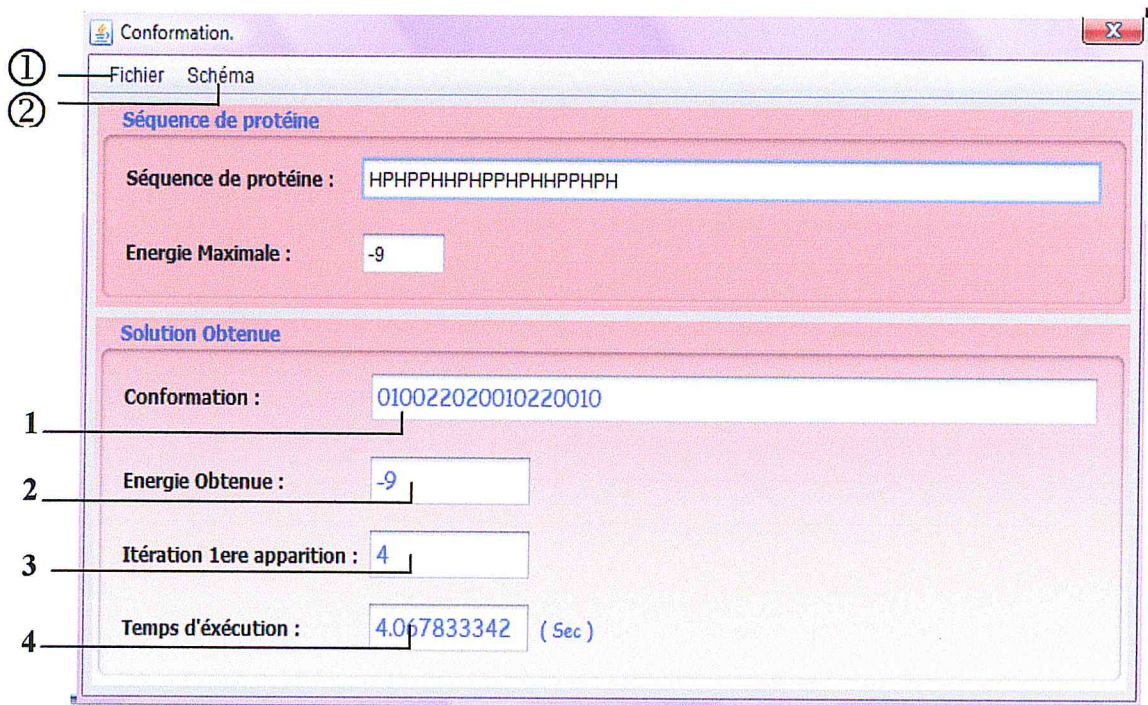 Conformation.
① Fichier Schéma
②
Séquence de protéine
Séquence de protéine : HPHPPHHPHPPHPHHPPHPH
Energie Maximale : -9
Solution Obtenue
Conformation : 010022020010220010
1
Energie Obtenue : -9
2
Itération 1ere apparition : 4
3
Temps d'éxécution : 4.067833342 ( Sec )
4